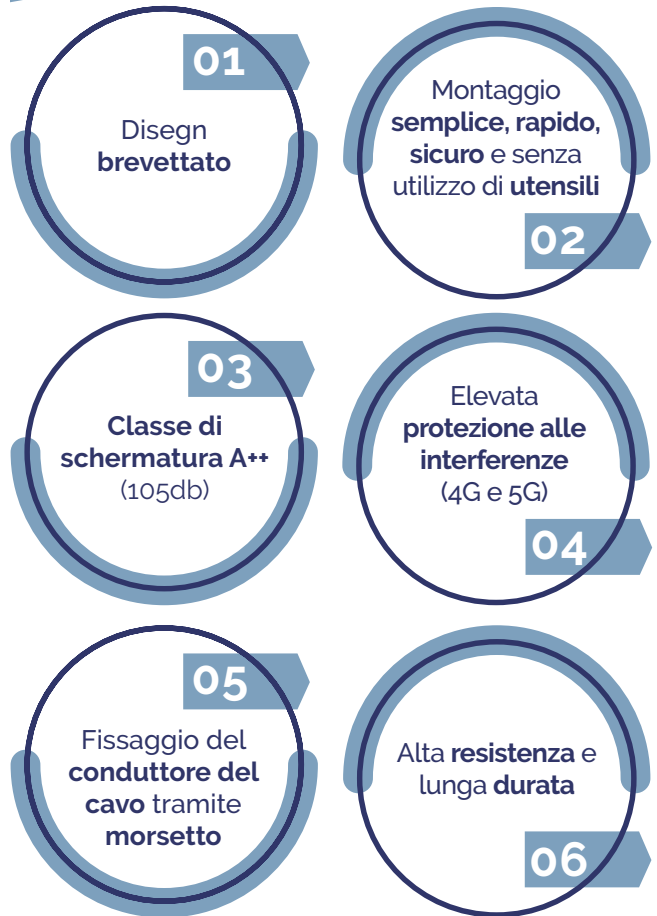 01
Disegn
brevettato
Montaggio
semplice, rapido,
sicuro e senza
utilizzo di utensili
02
03
Classe di
schermatura A++
(105db)
Elevata
protezione alle
interferenze
(4G e 5G)
04
05
Fissaggio del
conduttore del
cavo tramite
morsetto
Alta resistenza e
lunga durata
06